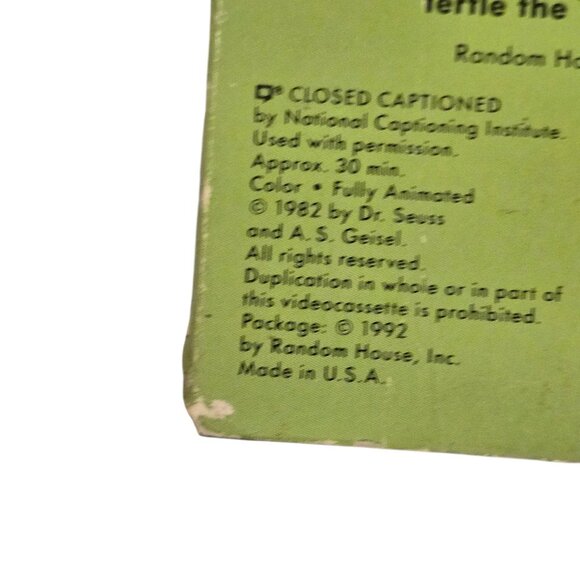 Yertle the
Random Ho
® CLOSED CAPTIONED
by National Captioning Institute.
Used with permission.
Approx. 30 min.
Color • Fully Animated
© 1982 by Dr. Seuss
and A. S. Geisel.
All rights reserved.
Duplication in whole or in part of
this videocassette is prohibited.
Package: © 1992
by Random House, Inc.
Made in U.S.A.